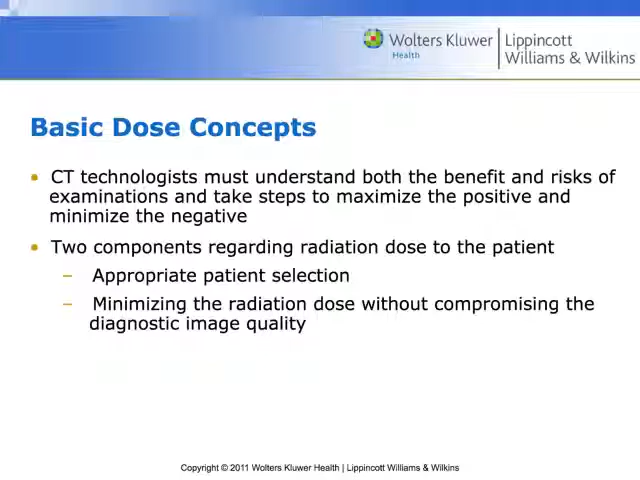 Wolters Kluwer
Health
Lippincott
Williams & Wilkins
Basic Dose Concepts
• CT technologists must understand both the benefit and risks of
examinations and take steps to maximize the positive and
minimize the negative
• Two components regarding radiation dose to the patient
– Appropriate patient selection
– Minimizing the radiation dose without compromising the
diagnostic image quality
Copyright © 2011 Wolters Kluwer Health | Lippincott Williams & Wilkins